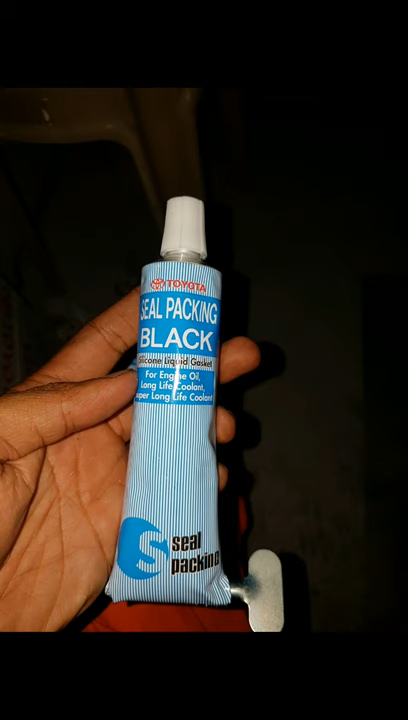 TOYOTA
SEAL PACKING
BLACK
Silicone Liquid Gasket
For Engine Oil,
Long Life Coolant,
Super Long Life Coolant
S seal
packing